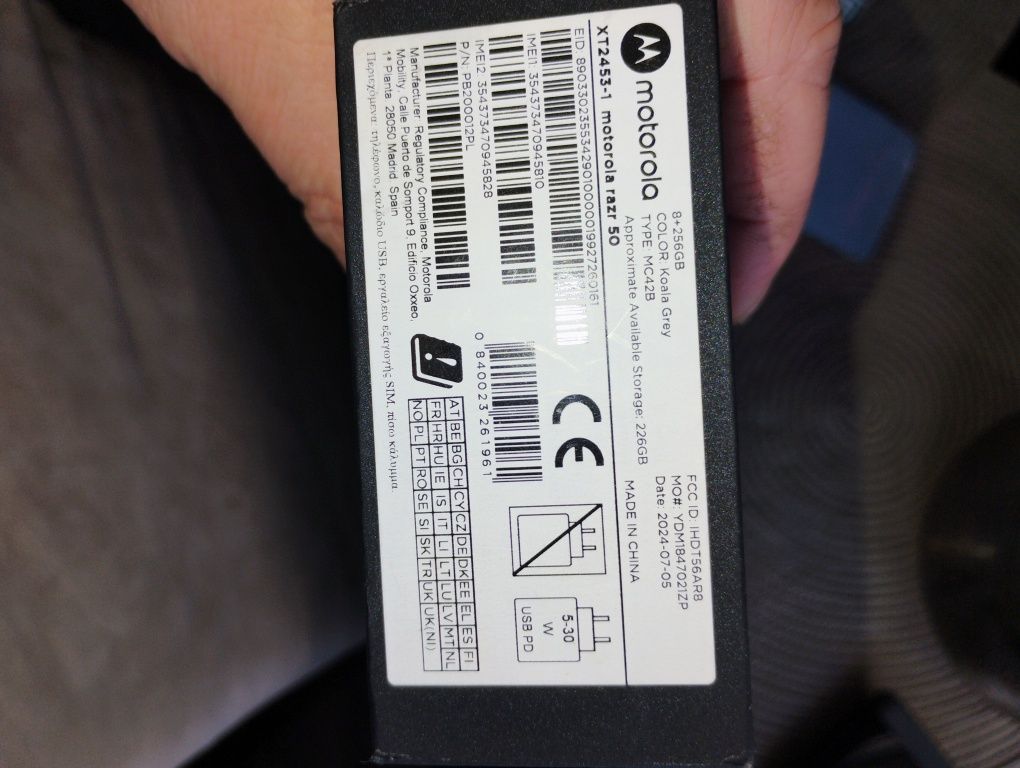 motorola
8+256GB
COLOR: Koala Grey
TYPE: MC42B
FCC ID: IHDT56AR8
MO#: YDM1847021ZP
Date: 2024-07-05
XT2453-1 motorola razr 50
Approximate Available Storage: 226GB
MADE IN CHINA
EID: 89033023555342901000001992726 0161
IMEI1: 354373470945810
IMEI2: 354373470945828
P/N: PB200012PL
Manufacturer Regulatory Compliance, Motorola
Mobility, Calle Puerto de Somport 9, Edificio Oxxeo,
1ª Planta 28050 Madrid Spain
Περιεχόμενα: τηλέφωνο, καλώδιο USB, εργαλείο εξαγωγής SIM, πίσω κάλυμμα.
0 840023 261961
CE
5-30
W
USB PD
AT BE BG CH CY CZ DE DK EE EL ES FI
FR HR HU IE IS IT LI LT LU LV MT NL
NO PL PT RO SE SI SK TR UK UK(NI)